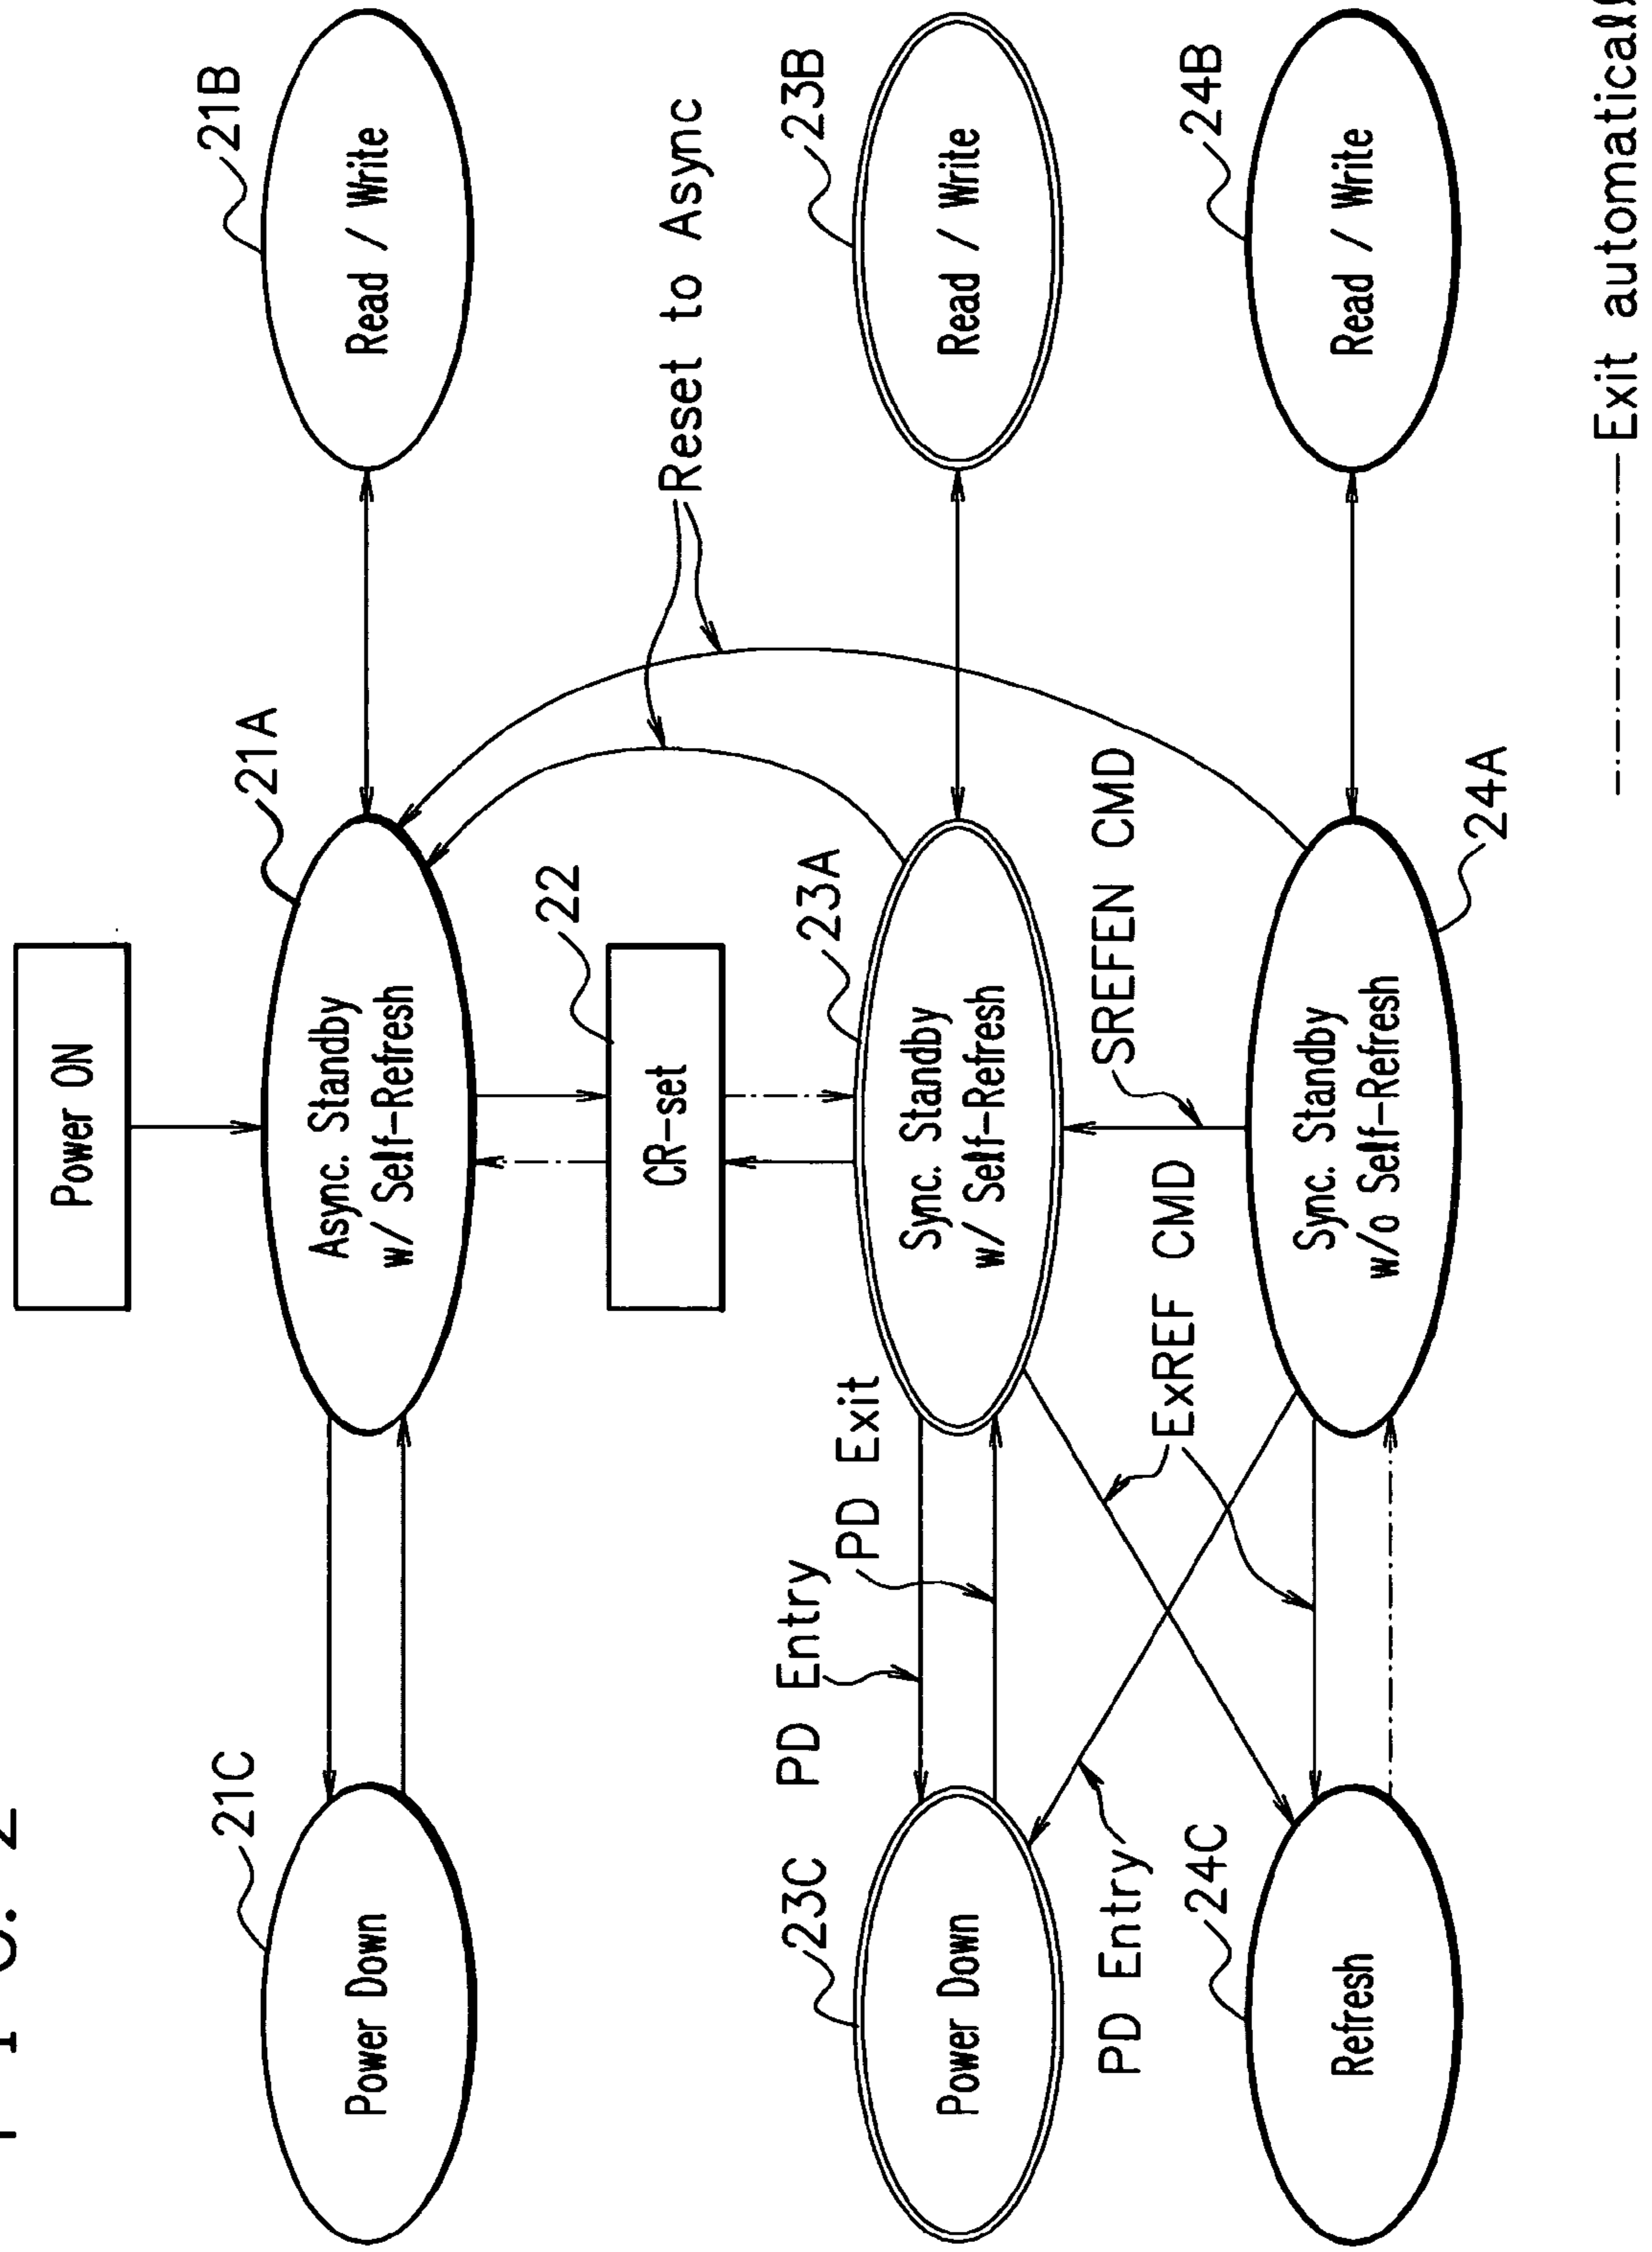 FIG. 2
Power ON
21C
21A
21B
Power Down
Async. Standby
w/ Self-Refresh
Read / Write
22
CR-set
Reset to Async
PD Entry
PD Exit
23C
23A
23B
Power Down
Sync. Standby
w/ Self-Refresh
Read / Write
PD Entry
ExREF CMD
SREFEN CMD
24C
24B
Refresh
Sync. Standby
w/o Self-Refresh
Read / Write
24A
Exit automatically